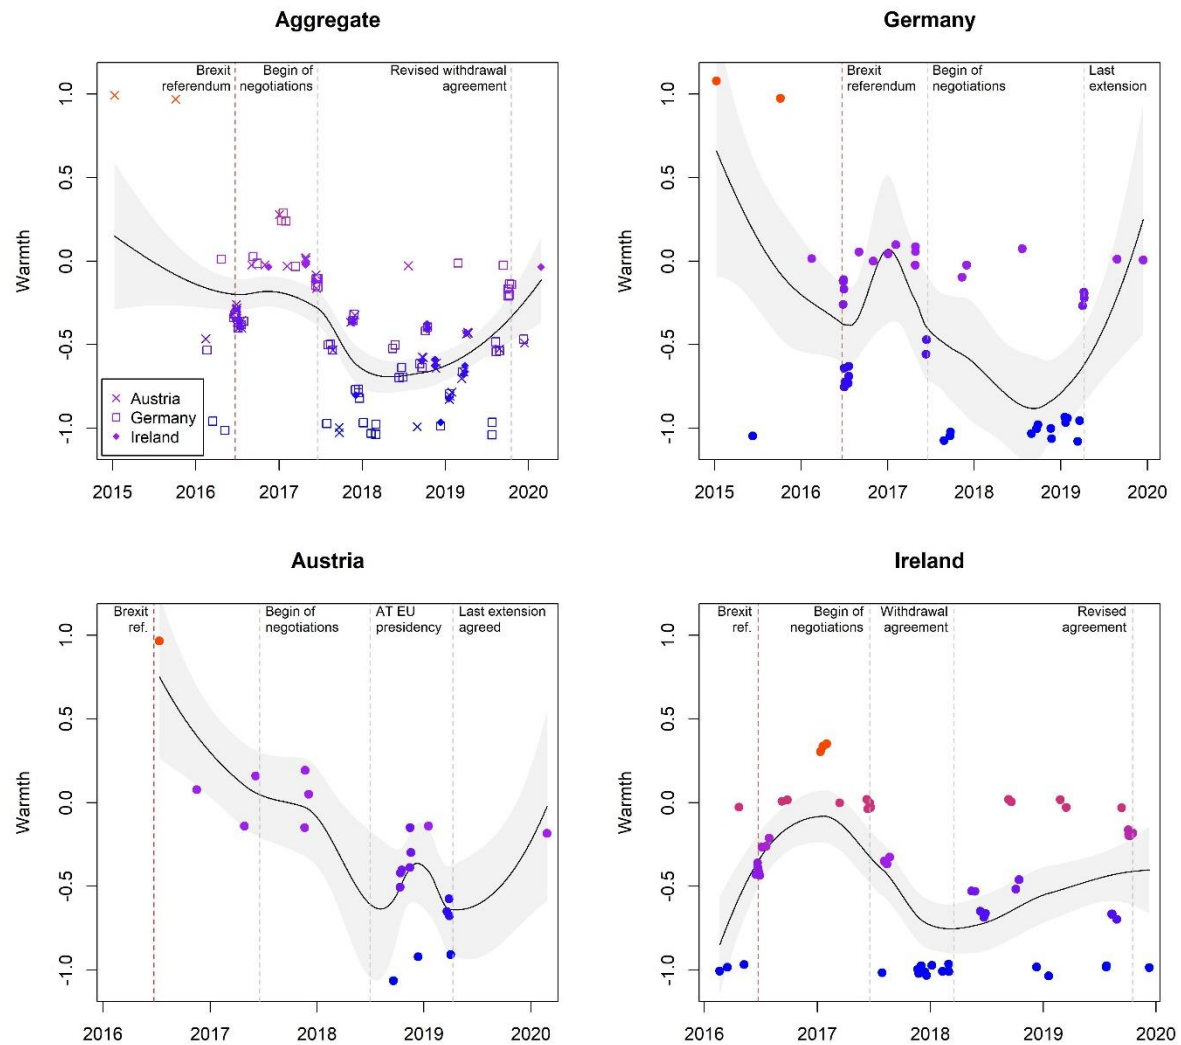 Aggregate
Brexit
referendum
Begin of
negotiations
Revised withdrawal
agreement
Warmth
1.0
0.5
0.0
-0.5
-1.0
Austria
Germany
Ireland
2015
2016
2017
2018
2019
2020
Germany
Brexit
referendum
Begin of
negotiations
Last
extension
Warmth
1.0
0.5
0.0
-0.5
-1.0
2015
2016
2017
2018
2019
2020
Austria
Brexit
ref.
Begin of
negotiations
AT EU
presidency
Last extension
agreed
Warmth
1.0
0.5
0.0
-0.5
-1.0
2016
2017
2018
2019
2020
Ireland
Brexit
ref.
Begin of
negotiations
Withdrawal
agreement
Revised
agreement
Warmth
1.0
0.5
0.0
-0.5
-1.0
2016
2017
2018
2019
2020